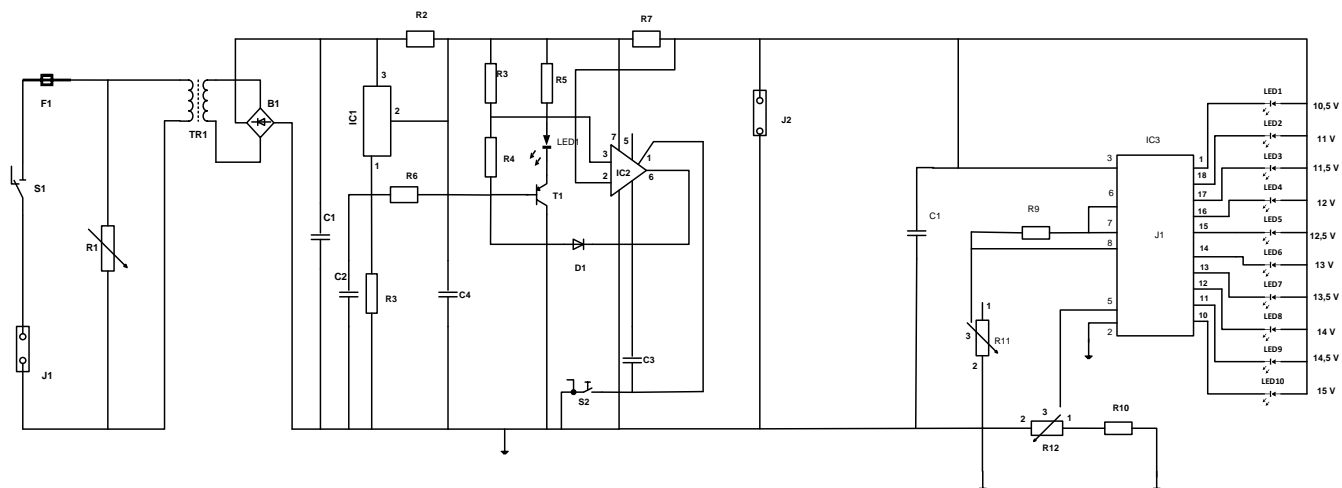 R2
R7
F1
TR1
B1
3
IC1
2
1
R3
R5
LED1
R4
7
5
3
2
1
6
IC2
J2
S1
R1
R6
T1
C1
C2
R3
C4
D1
C3
S2
J1
C1
R9
1
3
R11
2
IC3
J1
3
6
7
8
5
2
1
18
17
16
15
14
13
12
11
10
LED1
10,5 V
LED2
11 V
LED3
11,5 V
LED4
12 V
LED5
12,5 V
LED6
13 V
LED7
13,5 V
LED8
14 V
LED9
14,5 V
LED10
15 V
2
3
1
R12
R10